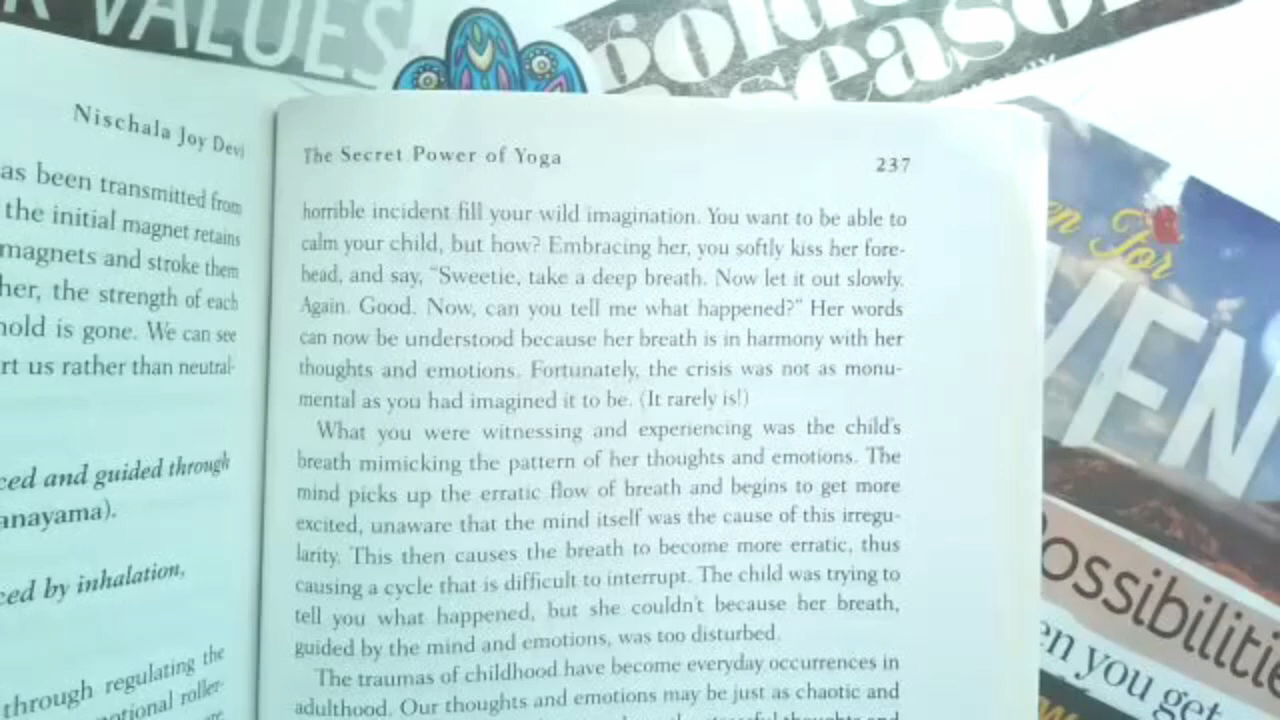 R VALUES
Golde
season
Nischala Joy Devi
as been transmitted from
the initial magnet retains
magnets and stroke them
her, the strength of each
hold is gone. We can see
rt us rather than neutral-
ced and guided through
anayama).
ced by inhalation,
through regulating the
otional roller-
The Secret Power of Yoga 237
horrible incident fill your wild imagination. You want to be able to
calm your child, but how? Embracing her, you softly kiss her fore-
head, and say, "Sweetie, take a deep breath. Now let it out slowly.
Again. Good. Now, can you tell me what happened?" Her words
can now be understood because her breath is in harmony with her
thoughts and emotions. Fortunately, the crisis was not as monu-
mental as you had imagined it to be. (It rarely is!)
What you were witnessing and experiencing was the child's
breath mimicking the pattern of her thoughts and emotions. The
mind picks up the erratic flow of breath and begins to get more
excited, unaware that the mind itself was the cause of this irregu-
larity. This then causes the breath to become more erratic, thus
causing a cycle that is difficult to interrupt. The child was trying to
tell you what happened, but she couldn't because her breath,
guided by the mind and emotions, was too disturbed.
The traumas of childhood have become everyday occurrences in
adulthood. Our thoughts and emotions may be just as chaotic and
en For
VEN
Possibilitie
en you get